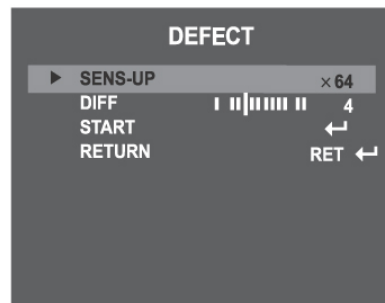 DEFECT
▶ SENS-UP ×64
DIFF 4
START ↵
RETURN RET ↵